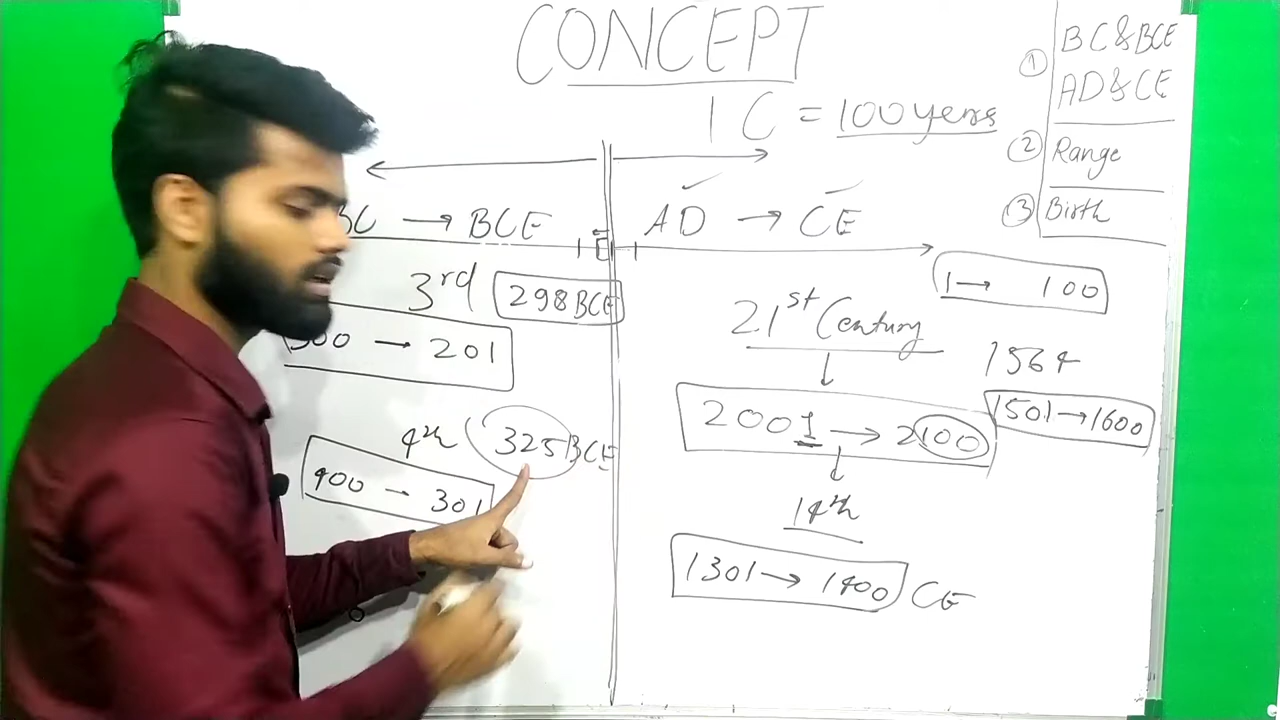 CONCEPT
1 C = 100 years
① BC & BCE
AD & CE
② Range
③ Birth
BC → BCE
AD → CE
1 → 100
3rd 298 BCE
300 → 201
21st Century
1564
2001 → 2100
1501 → 1600
4th 325 BCE
400 → 301
14th
1301 → 1400 CE